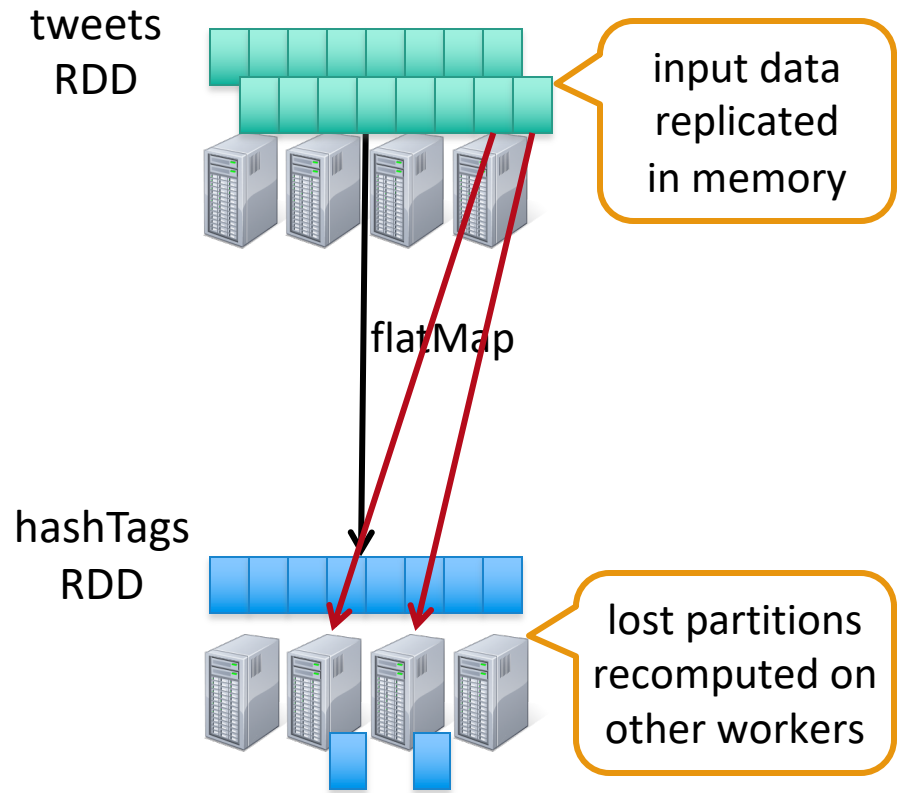 tweets
RDD
input data
replicated
in memory
flatMap
hashTags
RDD
lost partitions
recomputed on
other workers